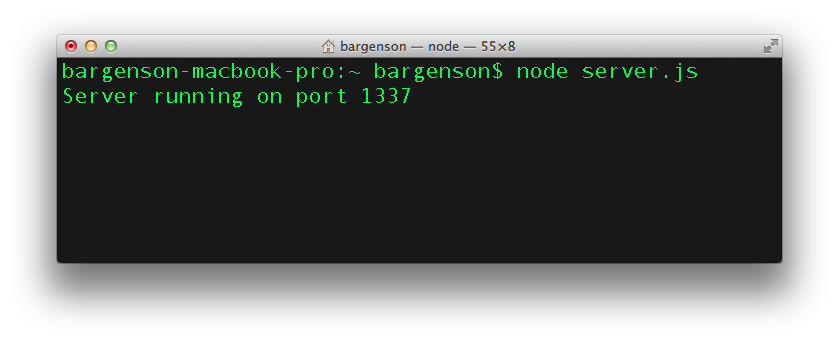 bargenson — node — 55×8
bargenson-macbook-pro:~ bargenson$ node server.js
Server running on port 1337